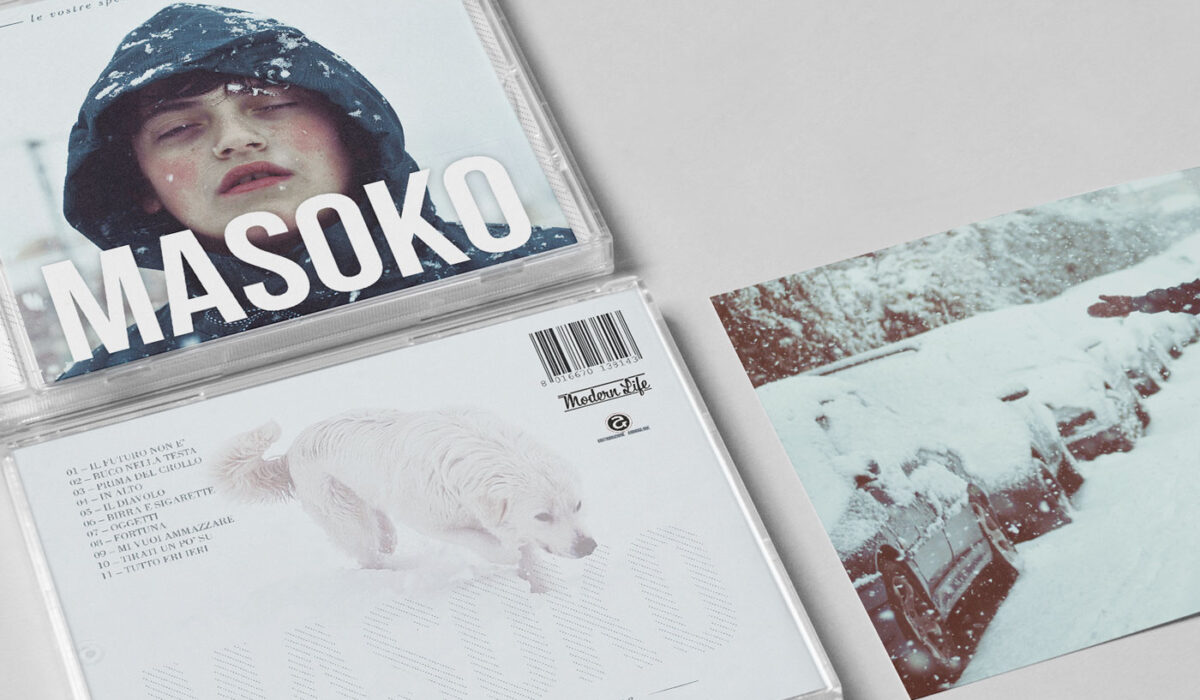 le vostre spe
MASOKO
8 016670 139143
Modern Life
01 – IL FUTURO NON E'
02 – BUCO NELLA TESTA
03 – PRIMA DEL CROLLO
04 – IN ALTO
05 – IL DIAVOLO
06 – BIRRA E SIGARETTE
07 – OGGETTI
08 – FORTUNA
09 – MI VUOI AMMAZZARE
10 – TIRATI UN PO' SU
11 – TUTTO ERI IERI
MASOKO